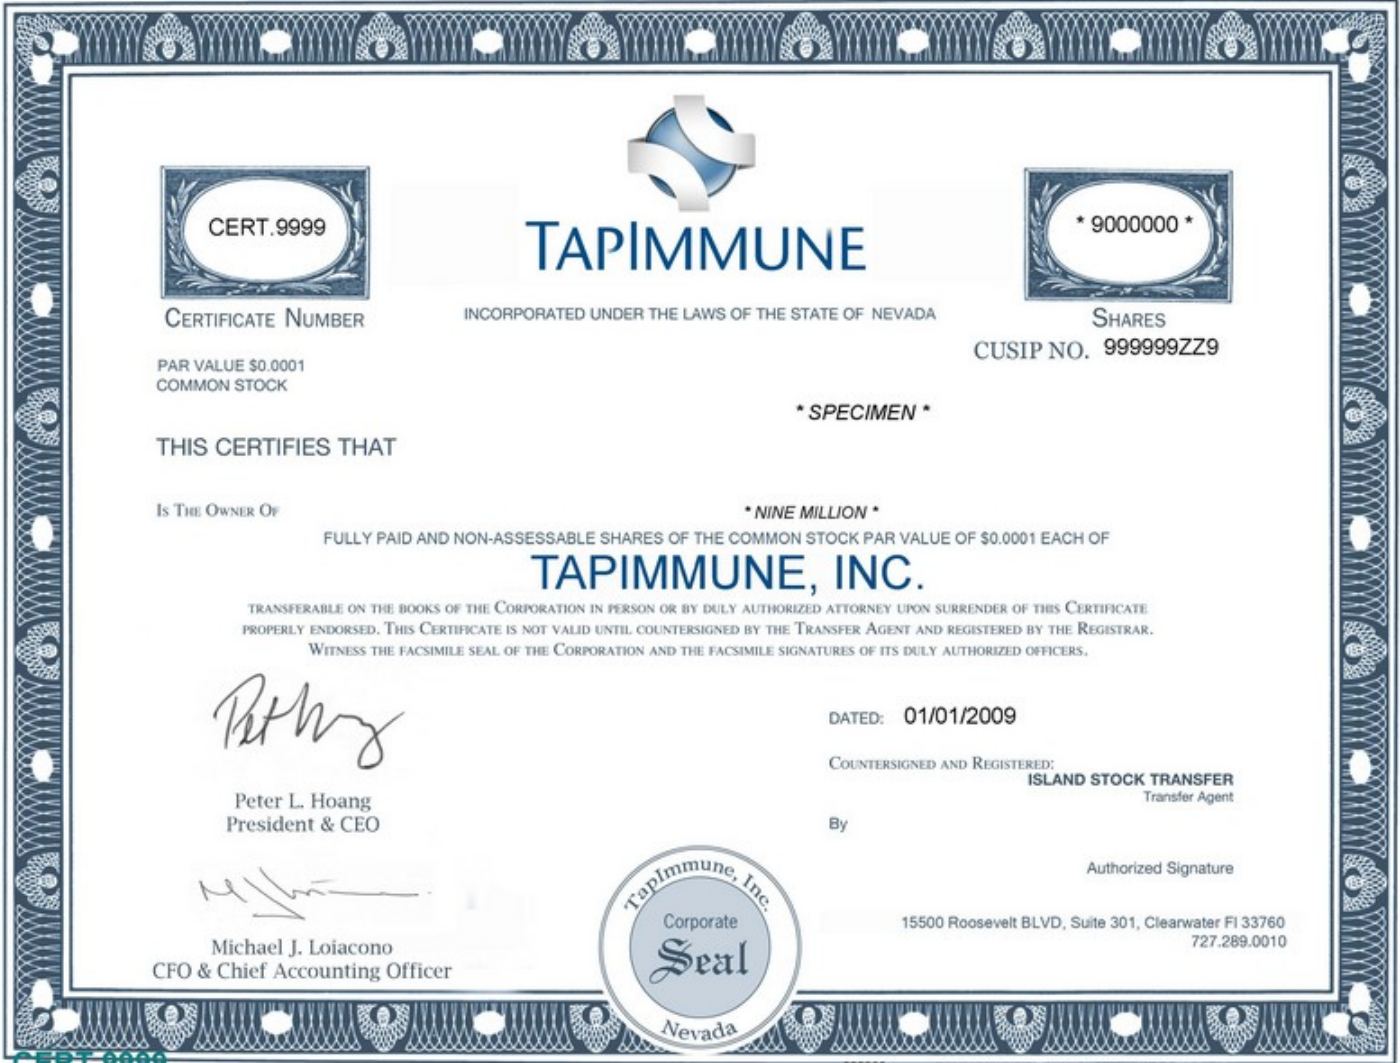 TAPIMMUNE
CERT.9999
CERTIFICATE NUMBER
* 9000000 *
SHARES
INCORPORATED UNDER THE LAWS OF THE STATE OF NEVADA
CUSIP NO. 999999ZZ9
PAR VALUE $0.0001
COMMON STOCK
* SPECIMEN *
THIS CERTIFIES THAT
IS THE OWNER OF
* NINE MILLION *
FULLY PAID AND NON-ASSESSABLE SHARES OF THE COMMON STOCK PAR VALUE OF $0.0001 EACH OF
TAPIMMUNE, INC.
TRANSFERABLE ON THE BOOKS OF THE CORPORATION IN PERSON OR BY DULY AUTHORIZED ATTORNEY UPON SURRENDER OF THIS CERTIFICATE
PROPERLY ENDORSED. THIS CERTIFICATE IS NOT VALID UNTIL COUNTERSIGNED BY THE TRANSFER AGENT AND REGISTERED BY THE REGISTRAR.
WITNESS THE FACSIMILE SEAL OF THE CORPORATION AND THE FACSIMILE SIGNATURES OF ITS DULY AUTHORIZED OFFICERS.
Peter L. Hoang
President & CEO
Michael J. Loiacono
CFO & Chief Accounting Officer
DATED: 01/01/2009
COUNTERSIGNED AND REGISTERED:
ISLAND STOCK TRANSFER
Transfer Agent
By
Authorized Signature
15500 Roosevelt BLVD, Suite 301, Clearwater Fl 33760
727.289.0010
TapImmune, Inc.
Corporate
Seal
Nevada
CERT.9999